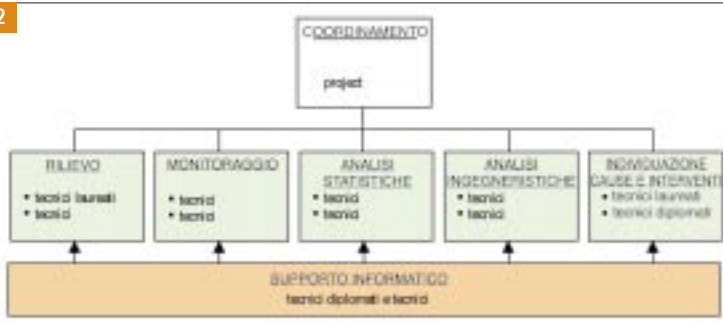 2
COORDINAMENTO
project
RILIEVO
• tecnici laureati
• tecnici
MONITORAGGIO
• tecnici
• tecnici
ANALISI
STATISTICHE
• tecnici
• tecnici
ANALISI
INGEGNERISTICHE
• tecnici
• tecnici
INDIVIDUAZIONE
CAUSE E INTERVENTI
• tecnici laureati
• tecnici diplomati
SUPPORTO INFORMATICO
tecnici diplomati e tecnici